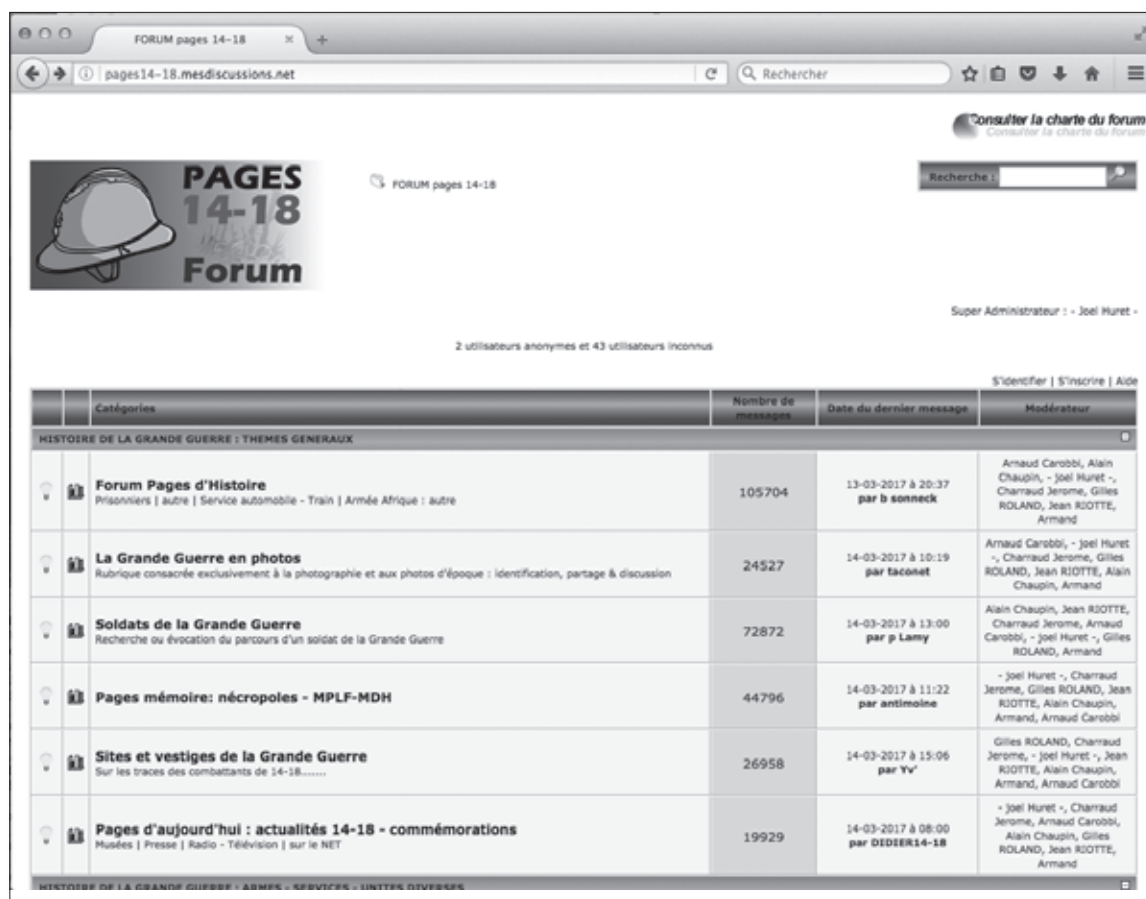 FORUM pages 14-18
pages14-18.mesdiscussions.net
Rechercher
Consulter la charte du forum
Consulter la charte du forum
PAGES
14-18
Forum
FORUM pages 14-18
Recherche :
Super Administrateur : - Joel Huret -
2 utilisateurs anonymes et 43 utilisateurs inconnus
S'identifier | S'inscrire | Aide
Catégories
Nombre de
messages
Date du dernier message
Modérateur
HISTOIRE DE LA GRANDE GUERRE : THEMES GENERAUX
Forum Pages d'Histoire
Prisonniers | autre | Service automobile - Train | Armée Afrique : autre
105704
13-03-2017 à 20:37
par b sonneck
Arnaud Carobbi, Alain
Chaupin, - joel Huret -,
Charraud Jerome, Gilles
ROLAND, Jean RIOTTE,
Armand
La Grande Guerre en photos
Rubrique consacrée exclusivement à la photographie et aux photos d'époque : identification, partage & discussion
24527
14-03-2017 à 10:19
par taconet
Arnaud Carobbi, - joel Huret
-, Charraud Jerome, Gilles
ROLAND, Jean RIOTTE, Alain
Chaupin, Armand
Soldats de la Grande Guerre
Recherche ou évocation du parcours d'un soldat de la Grande Guerre
72872
14-03-2017 à 13:00
par p Lamy
Alain Chaupin, Jean RIOTTE,
Charraud Jerome, Arnaud
Carobbi, - joel Huret -, Gilles
ROLAND, Armand
Pages mémoire: nécropoles - MPLF-MDH
44796
14-03-2017 à 11:22
par antimoine
- joel Huret -, Charraud
Jerome, Gilles ROLAND, Jean
RIOTTE, Alain Chaupin,
Armand, Arnaud Carobbi
Sites et vestiges de la Grande Guerre
Sur les traces des combattants de 14-18.......
26958
14-03-2017 à 15:06
par Yv'
Gilles ROLAND, Charraud
Jerome, - joel Huret -, Jean
RIOTTE, Alain Chaupin,
Armand, Arnaud Carobbi
Pages d'aujourd'hui : actualités 14-18 - commémorations
Musées | Presse | Radio - Télévision | sur le NET
19929
14-03-2017 à 08:00
par DIDIER14-18
- joel Huret -, Charraud
Jerome, Arnaud Carobbi,
Alain Chaupin, Gilles
ROLAND, Jean RIOTTE,
Armand
HISTOIRE DE LA GRANDE GUERRE : ARMES - SERVICES - UNITES DIVERSES